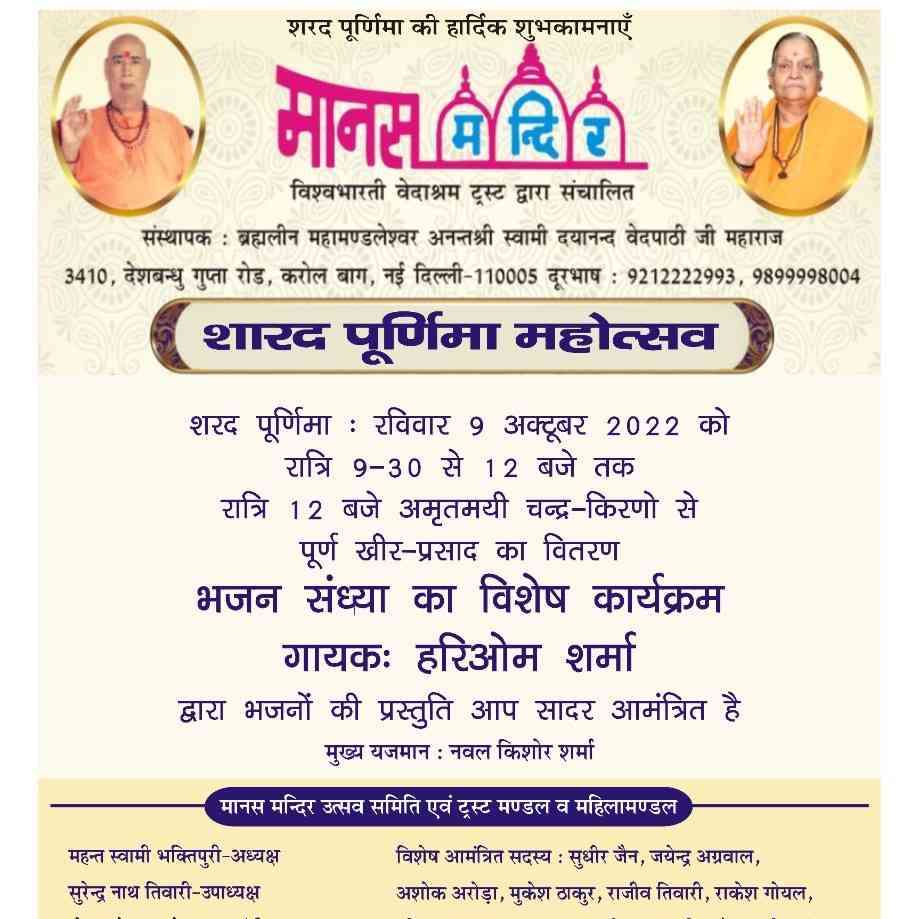 शरद पूर्णिमा की हार्दिक शुभकामनाएँ
मानस मन्दिर
विश्वभारती वेदाश्रम ट्रस्ट द्वारा संचालित
संस्थापक : ब्रह्मलीन महामण्डलेश्वर अनन्तश्री स्वामी दयानन्द वेदपाठी जी महाराज
3410, देशबन्धु गुप्ता रोड, करोल बाग, नई दिल्ली-110005 दूरभाष : 9212222993, 9899998004
शारद पूर्णिमा महोत्सव
शरद पूर्णिमा : रविवार 9 अक्टूबर 2022 को
रात्रि 9-30 से 12 बजे तक
रात्रि 12 बजे अमृतमयी चन्द्र-किरणो से
पूर्ण खीर-प्रसाद का वितरण
भजन संध्या का विशेष कार्यक्रम
गायकः हरिओम शर्मा
द्वारा भजनों की प्रस्तुति आप सादर आमंत्रित है
मुख्य यजमान : नवल किशोर शर्मा
मानस मन्दिर उत्सव समिति एवं ट्रस्ट मण्डल व महिलामण्डल
महन्त स्वामी भक्तिपुरी-अध्यक्ष
सुरेन्द्र नाथ तिवारी-उपाध्यक्ष
विशेष आमंत्रित सदस्य : सुधीर जैन, जयेन्द्र अग्रवाल,
अशोक अरोड़ा, मुकेश ठाकुर, राजीव तिवारी, राकेश गोयल,